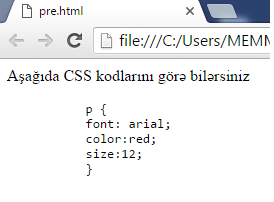 pre.html
file:///C:/Users/MEMM
Aşağıda CSS kodlarını görə bilərsiniz
p {
font: arial;
color:red;
size:12;
}